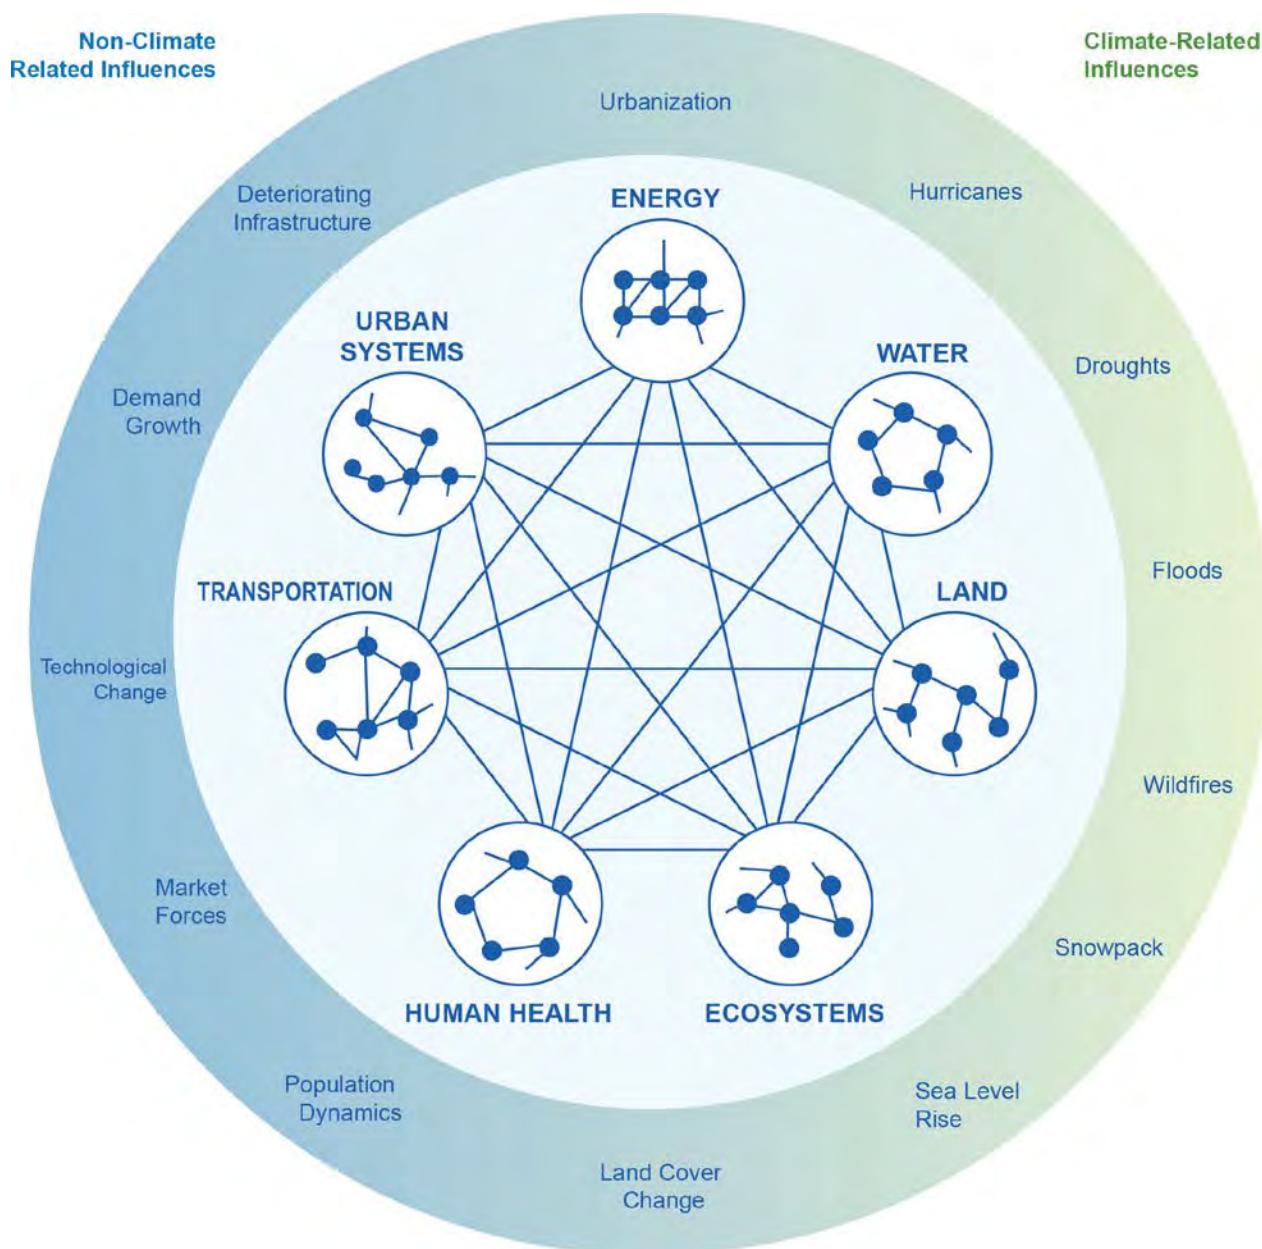 Non-Climate
Related Influences
Climate-Related
Influences
Urbanization
Deteriorating
Infrastructure
Hurricanes
ENERGY
URBAN
SYSTEMS
WATER
Droughts
Demand
Growth
Floods
TRANSPORTATION
LAND
Technological
Change
Wildfires
Market
Forces
Snowpack
HUMAN HEALTH
ECOSYSTEMS
Population
Dynamics
Sea Level
Rise
Land Cover
Change